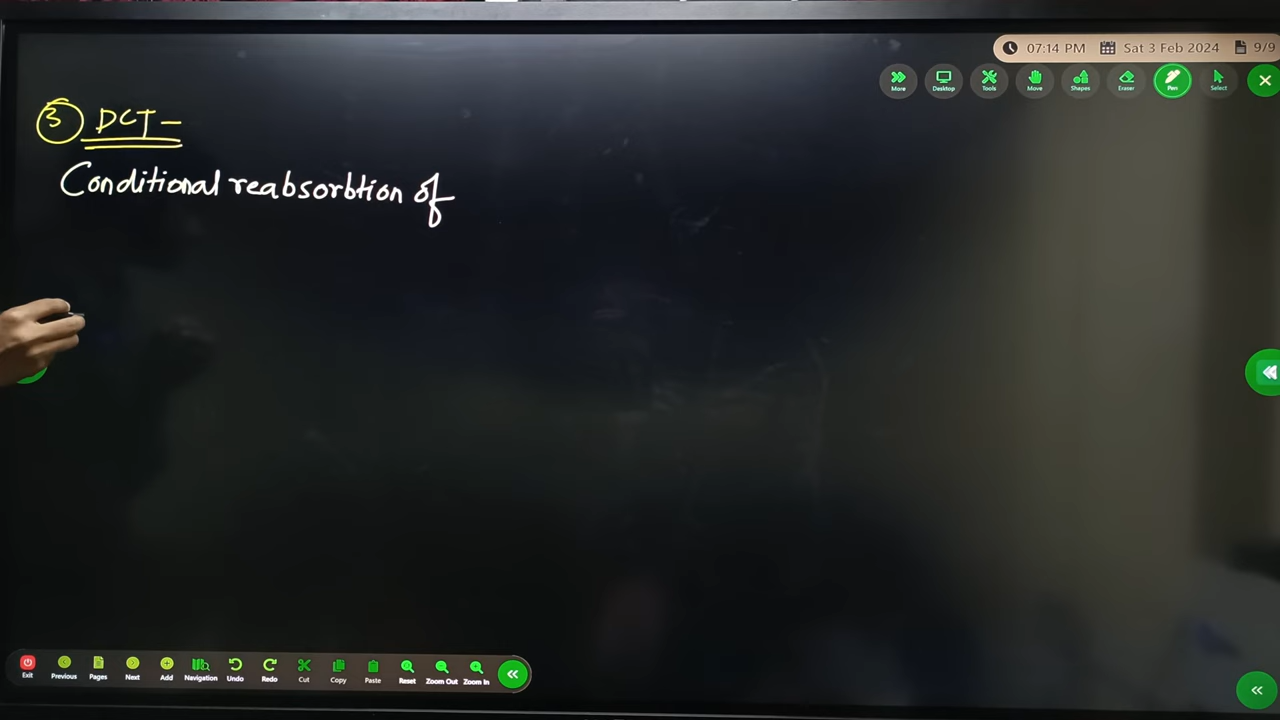 07:14 PM Sat 3 Feb 2024 9/9
More Desktop Tools Move Shapes Eraser Pen Select
③ DCT –
Conditional reabsorbtion of
Exit Previous Pages Next Add Navigation Undo Redo Cut Copy Paste Reset Zoom Out Zoom In